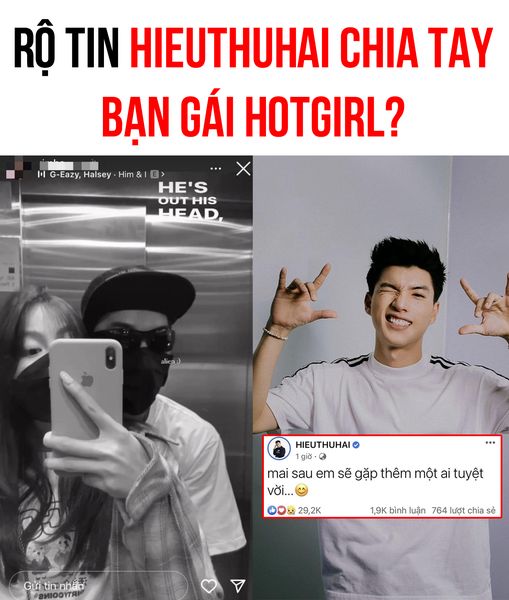 RỘ TIN HIEUTHUHAI CHIA TAY
BẠN GÁI HOTGIRL?
G-Eazy, Halsey · Him & I E >
HE'S
OUT HIS
HEAD,
alien :)
HIEUTHUHAI
1 giờ ·
mai sau em sẽ gặp thêm một ai tuyệt
vời...😊
29,2K 1,9K bình luận 764 lượt chia sẻ
Gửi tin nhắn